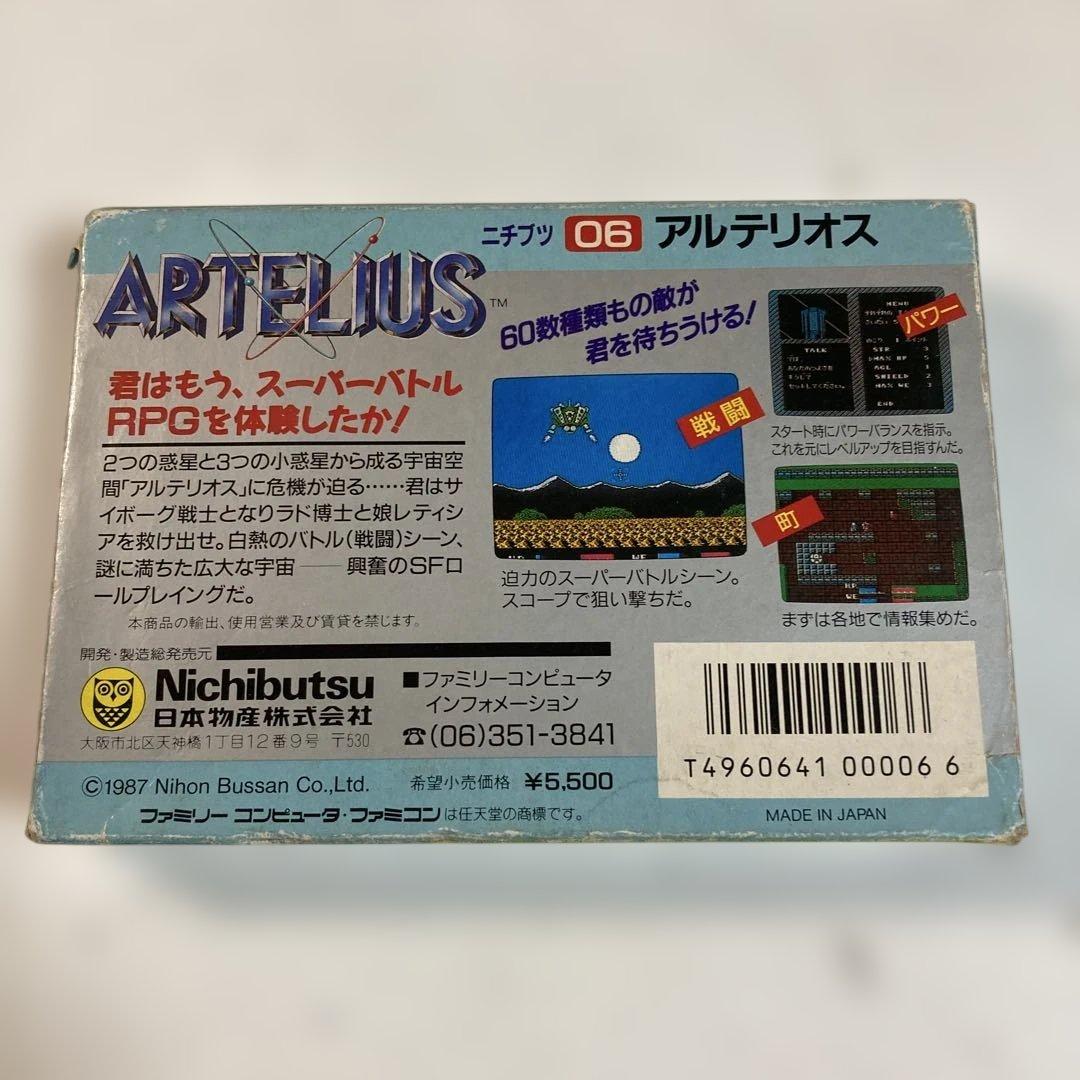 ニチブツ 06 アルテリオス
ARTELIUS™
60数種類もの敵が
君を待ちうける!
君はもう、スーパーバトル
RPGを体験したか!
2つの惑星と3つの小惑星から成る宇宙空
間「アルテリオス」に危機が迫る……君はサ
イボーグ戦士となりラド博士と娘レティシ
アを救け出せ。白熱のバトル(戦闘)シーン、
謎に満ちた広大な宇宙──興奮のSFロ
ールプレイングだ。
本商品の輸出、使用営業及び賃貸を禁じます。
戦闘
迫力のスーパーバトルシーン。
スコープで狙い撃ちだ。
パワー
MENU
TALK
STR 3
MAX HP 5
AGL 1
SHIELD 2
MAX WE 3
END
スタート時にパワーバランスを指示。
これを元にレベルアップを目指すんだ。
町
HP
WE
まずは各地で情報集めだ。
開発・製造総発売元
Nichibutsu
日本物産株式会社
大阪市北区天神橋1丁目12番9号 〒530
■ファミリーコンピュータ
インフォメーション
☎(06)351-3841
T4960641 00006 6
©1987 Nihon Bussan Co.,Ltd.
希望小売価格 ¥5,500
ファミリーコンピュータ・ファミコンは任天堂の商標です。
MADE IN JAPAN